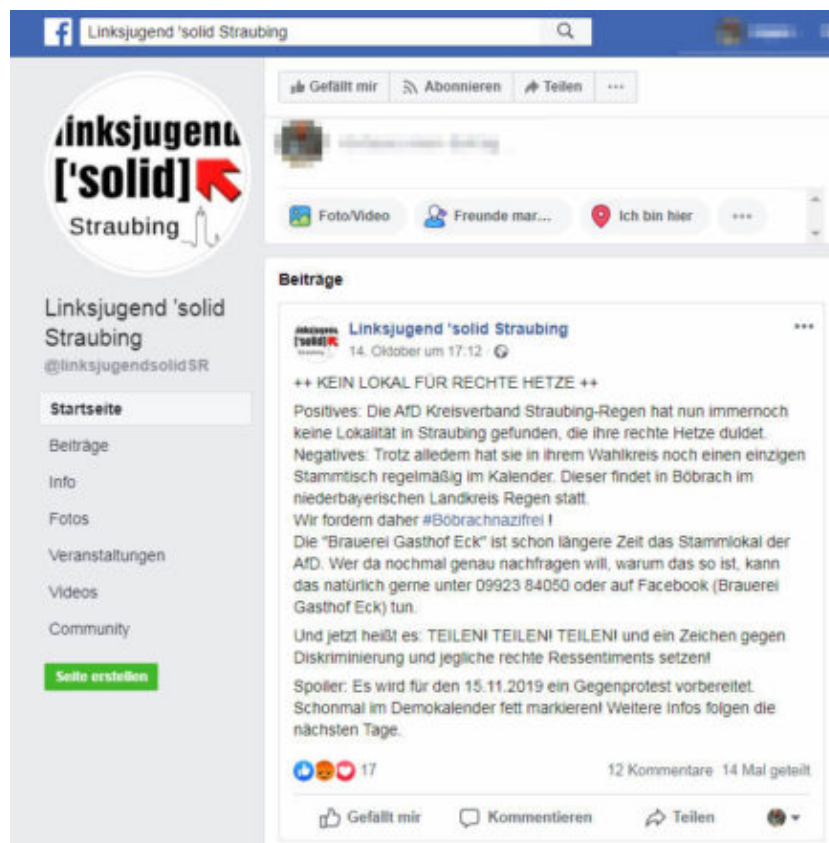 Linksjugend 'solid Straubing
Gefällt mir
Abonnieren
Teilen
linksjugend
['solid]
Straubing
Foto/Video
Freunde mar...
Ich bin hier
Linksjugend 'solid
Straubing
@linksjugendsolidSR
Startseite
Beiträge
Info
Fotos
Veranstaltungen
Videos
Community
Seite erstellen
Beiträge
Linksjugend 'solid Straubing
14. Oktober um 17:12
++ KEIN LOKAL FÜR RECHTE HETZE ++
Positives: Die AfD Kreisverband Straubing-Regen hat nun immernoch
keine Lokalität in Straubing gefunden, die ihre rechte Hetze duldet.
Negatives: Trotz alledem hat sie in ihrem Wahlkreis noch einen einzigen
Stammtisch regelmäßig im Kalender. Dieser findet in Böbrach im
niederbayerischen Landkreis Regen statt.
Wir fordern daher #Böbrachnazifrei !
Die "Brauerei Gasthof Eck" ist schon längere Zeit das Stammlokal der
AfD. Wer da nochmal genau nachfragen will, warum das so ist, kann
das natürlich gerne unter 09923 84050 oder auf Facebook (Brauerei
Gasthof Eck) tun.
Und jetzt heißt es: TEILEN! TEILEN! TEILEN! und ein Zeichen gegen
Diskriminierung und jegliche rechte Ressentiments setzen!
Spoiler: Es wird für den 15.11.2019 ein Gegenprotest vorbereitet.
Schonmal im Demokalender fett markieren! Weitere Infos folgen die
nächsten Tage.
17
12 Kommentare 14 Mal geteilt
Gefällt mir
Kommentieren
Teilen